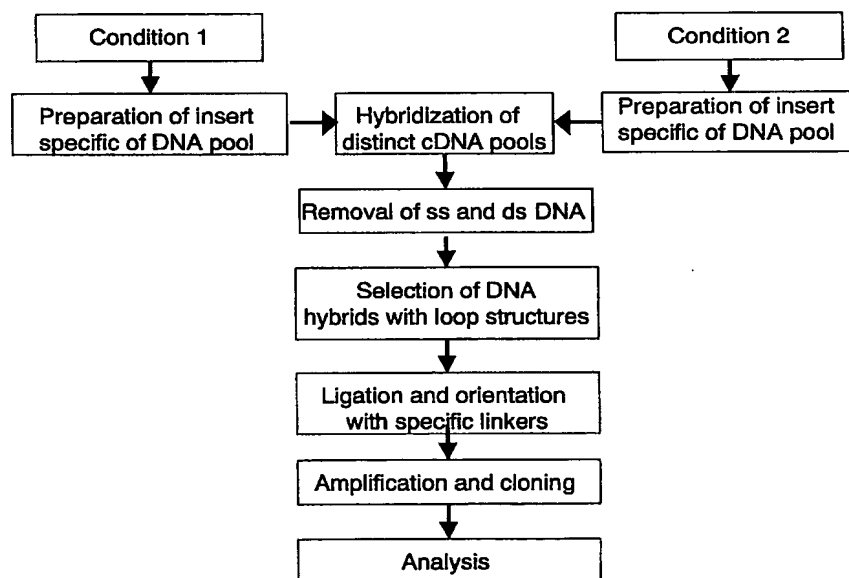 Condition 1
Condition 2
Preparation of insert
specific of DNA pool
Hybridization of
distinct cDNA pools
Preparation of insert
specific of DNA pool
Removal of ss and ds DNA
Selection of DNA
hybrids with loop structures
Ligation and orientation
with specific linkers
Amplification and cloning
Analysis